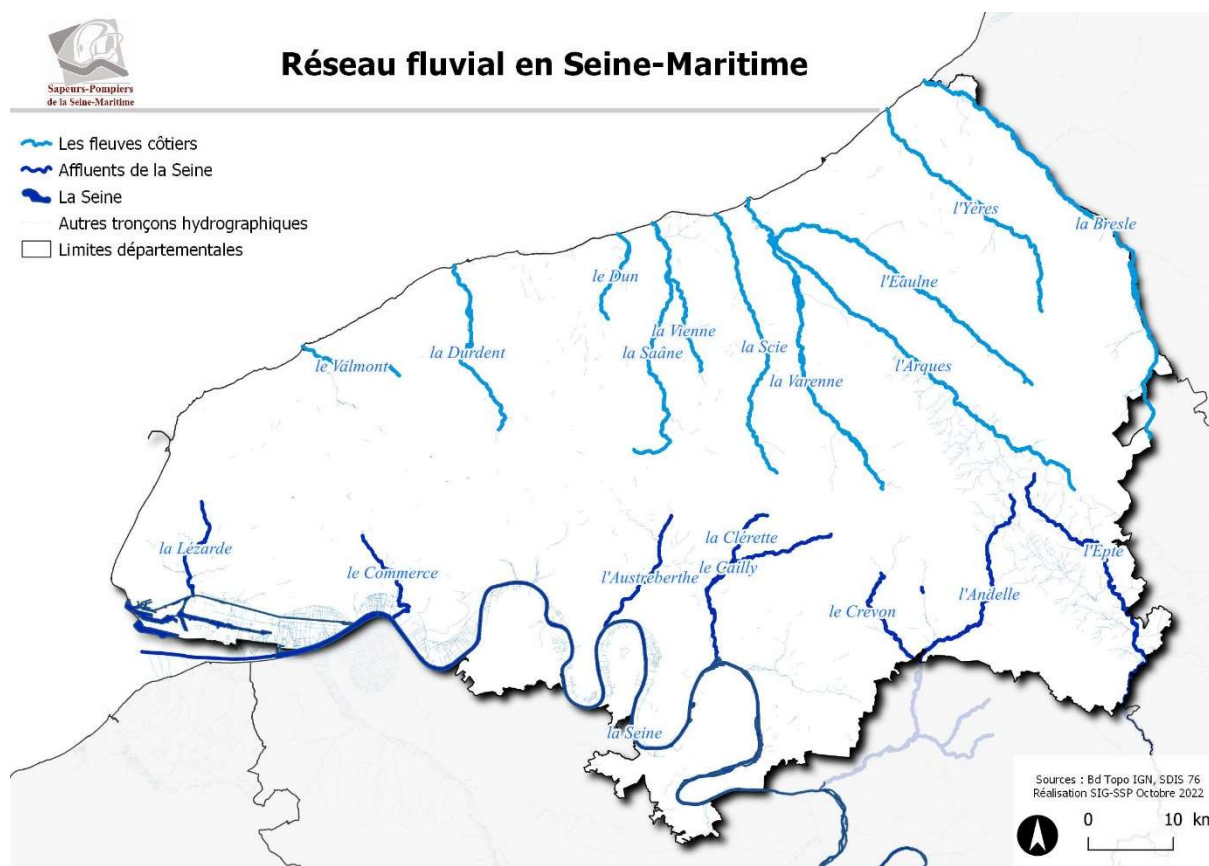 Sapeurs-Pompiers
de la Seine-Maritime
Réseau fluvial en Seine-Maritime
Les fleuves côtiers
Affluents de la Seine
La Seine
Autres tronçons hydrographiques
Limites départementales
l'Yères
la Bresle
le Dun
l'Eaulne
la Vienne
la Durdent
la Saâne
la Scie
le Valmont
la Varenne
l'Arques
la Lézarde
la Clérette
le Commerce
l'Austreberthe
le Cailly
l'Epte
le Crevon
l'Andelle
la Seine
Sources : Bd Topo IGN, SDIS 76
Réalisation SIG-SSP Octobre 2022
0 10 km